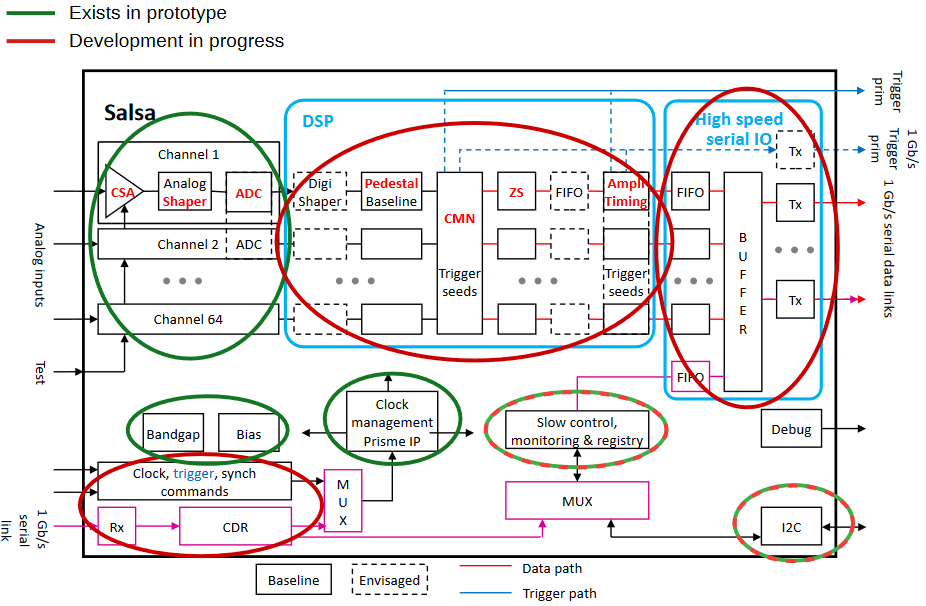 Exists in prototype
Development in progress
Salsa
DSP
High speed
serial IO
Trigger
prim
1 Gb/s
Trigger
prim
1 Gb/s serial data links
Channel 1
CSA
Analog
Shaper
ADC
Digi
Shaper
Pedestal
Baseline
CMN
Trigger
seeds
ZS
FIFO
Ampli
Timing
Trigger
seeds
FIFO
BUFFER
Tx
Tx
Tx
Channel 2
ADC
Channel 64
Analog inputs
Test
FIFO
Bandgap
Bias
Clock
management
Prisme IP
Slow control,
monitoring & registry
Debug
Clock, trigger, synch
commands
MUX
MUX
Rx
CDR
1 Gb/s
serial
link
I2C
Baseline
Envisaged
Data path
Trigger path